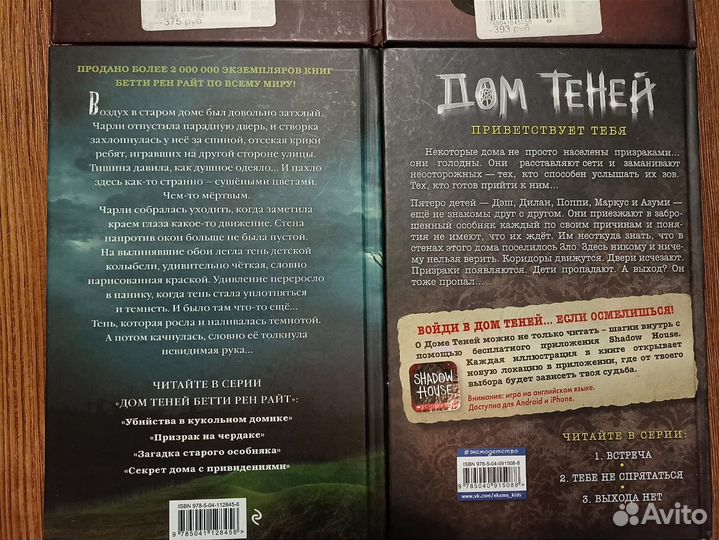 375 руб
393 руб
ПРОДАНО БОЛЕЕ 2 000 000 ЭКЗЕМПЛЯРОВ КНИГ
БЕТТИ РЕН РАЙТ ПО ВСЕМУ МИРУ!
Воздух в старом доме был довольно затхлый.
Чарли отпустила парадную дверь, и створка
захлопнулась у неё за спиной, отсекая крики
ребят, игравших на другой стороне улицы.
Тишина давила, как душное одеяло... И пахло
здесь как-то странно – сушёными цветами.
Чем-то мёртвым.
Чарли собралась уходить, когда заметила
краем глаза какое-то движение. Стена
напротив окон больше не была пустой.
На вылинявшие обои легла тень детской
колыбели, удивительно чёткая, словно
нарисованная краской. Удивление переросло
в панику, когда тень стала уплотняться
и темнеть. И было там что-то ещё...
Тень, которая росла и наливалась темнотой.
А потом качнулась, словно её толкнула
невидимая рука...
ЧИТАЙТЕ В СЕРИИ
«ДОМ ТЕНЕЙ БЕТТИ РЕН РАЙТ»:
«Убийства в кукольном домике»
«Призрак на чердаке»
«Загадка старого особняка»
«Секрет дома с привидениями»
ISBN 978-5-04-112845-6
9 785041 128456 >
ДОМ ТЕНЕЙ
ПРИВЕТСТВУЕТ ТЕБЯ
Некоторые дома не просто населены призраками...
они голодны. Они расставляют сети и заманивают
неосторожных — тех, кто способен услышать их зов.
Тех, кто готов прийти к ним...
Пятеро детей — Дэш, Дилан, Поппи, Маркус и Азуми —
ещё не знакомы друг с другом. Они приезжают в забро-
шенный особняк каждый по своим причинам и поня-
тия не имеют, что их ждёт. Им неоткуда знать, что в
стенах этого дома поселилось Зло. Здесь никому и ниче-
му нельзя верить. Коридоры движутся. Двери исчезают.
Призраки появляются. Дети пропадают. А выход? Он
тоже пропал...
ВОЙДИ В ДОМ ТЕНЕЙ... ЕСЛИ ОСМЕЛИШЬСЯ!
О Доме Теней можно не только читать – шагни внутрь с
помощью бесплатного приложения Shadow House.
Каждая иллюстрация в книге открывает
новую локацию в приложении, где от твоего
выбора будет зависеть твоя судьба.
SHADOW
HOUSE
Внимание: игра на английском языке.
Доступна для Android и iPhone.
#эксмодетство
ISBN 978-5-04-091508-8
9 785040 915088 >
www.vk.com/eksmo_kids
ЧИТАЙТЕ В СЕРИИ:
1. ВСТРЕЧА
2. ТЕБЕ НЕ СПРЯТАТЬСЯ
3. ВЫХОДА НЕТ
Avito